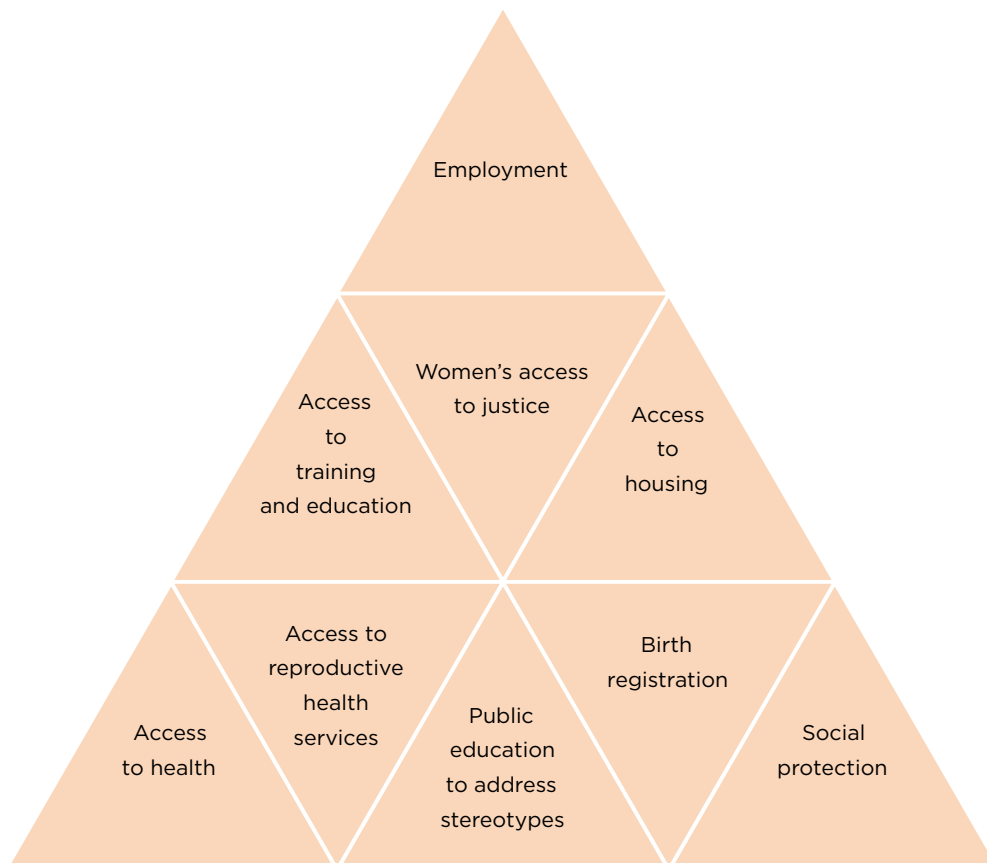 Employment
Women’s access
to justice
Access
to
training
and education
Access
to
housing
Access to
reproductive
health
services
Birth
registration
Access
to health
Public
education
to address
stereotypes
Social
protection